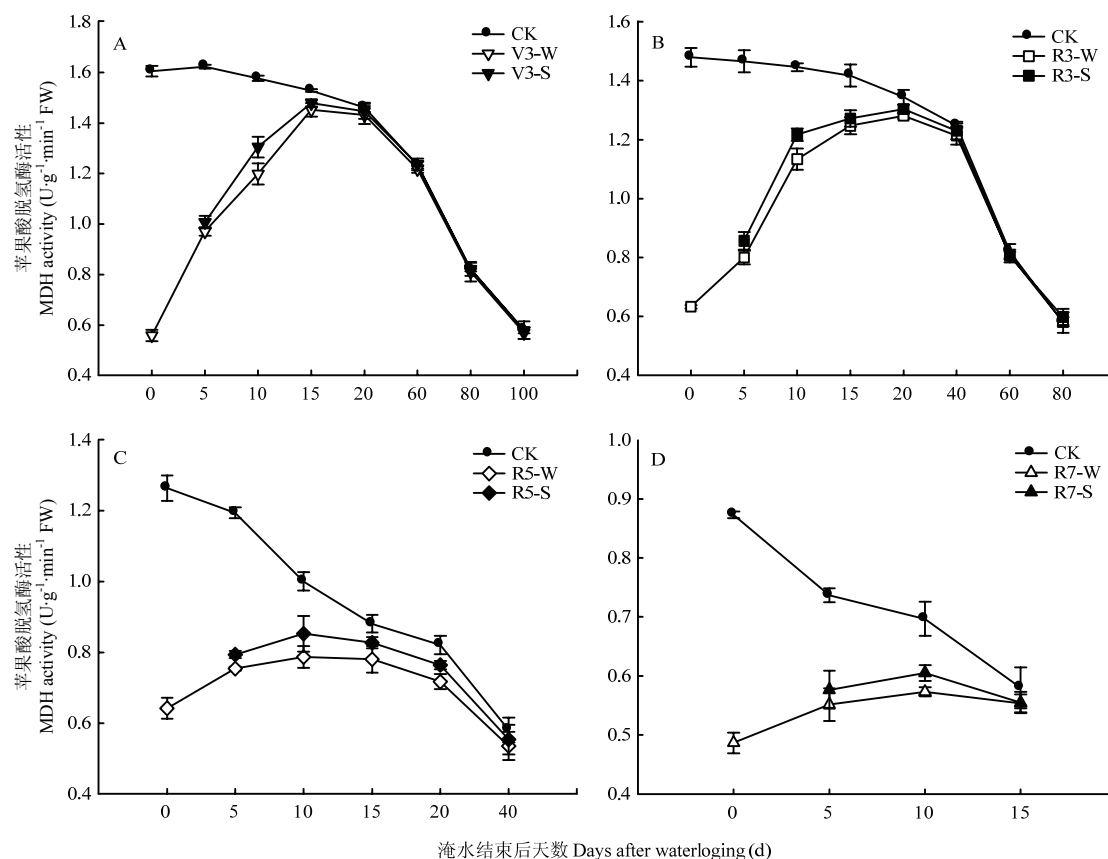 A
CK
V3-W
V3-S
1.8
1.6
1.4
1.2
1.0
0.8
0.6
0.4
0 5 10 15 20 60 80 100
苹果酸脱氢酶活性
MDH activity (U·g⁻¹·min⁻¹ FW)
B
CK
R3-W
R3-S
1.6
1.4
1.2
1.0
0.8
0.6
0.4
0 5 10 15 20 40 60 80
C
CK
R5-W
R5-S
1.4
1.2
1.0
0.8
0.6
0.4
0 5 10 15 20 40
苹果酸脱氢酶活性
MDH activity (U·g⁻¹·min⁻¹ FW)
D
CK
R7-W
R7-S
1.0
0.9
0.8
0.7
0.6
0.5
0.4
0 5 10 15
淹水结束后天数 Days after waterloging (d)